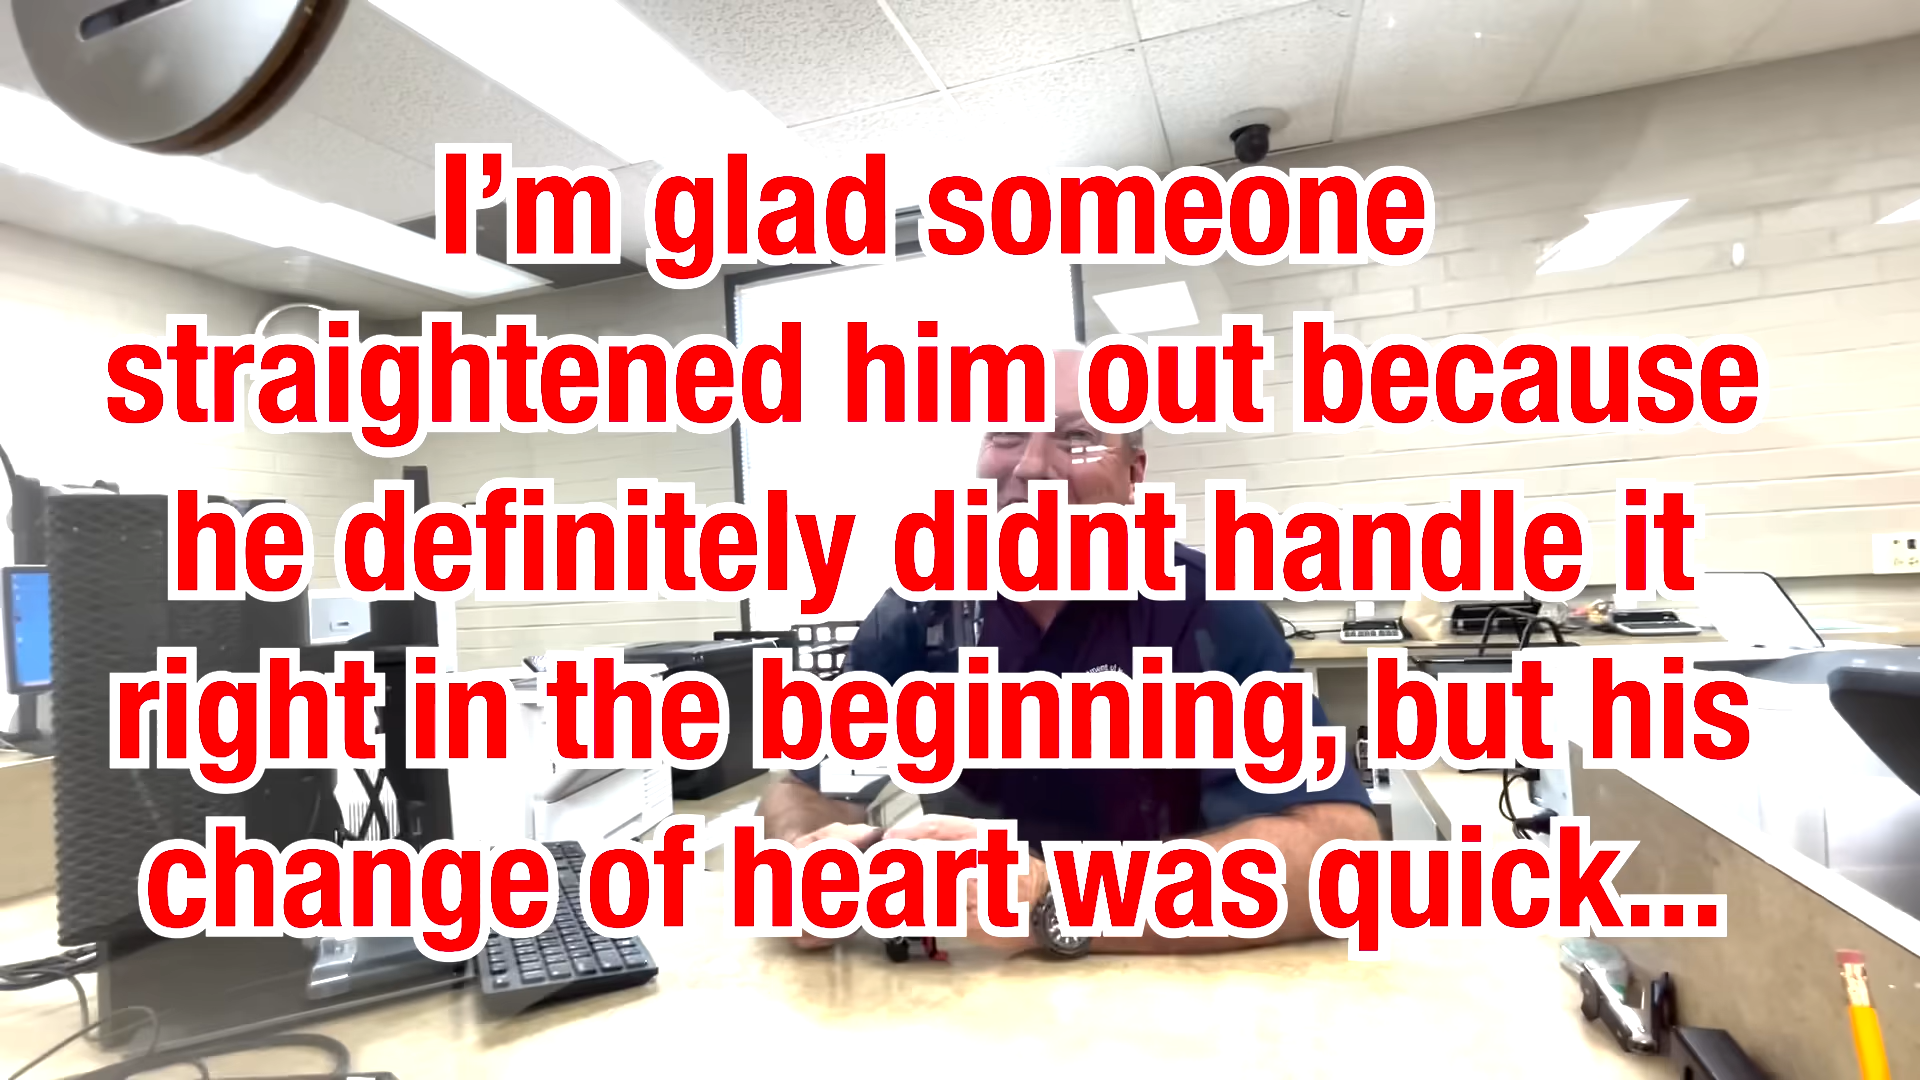 I’m glad someone
straightened him out because
he definitely didnt handle it
right in the beginning, but his
change of heart was quick...